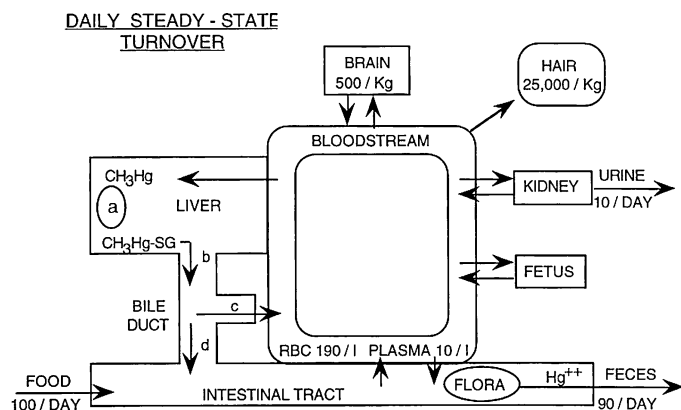 DAILY STEADY - STATE
TURNOVER
BRAIN
500 / Kg
HAIR
25,000 / Kg
BLOODSTREAM
CH3Hg
a
LIVER
CH3Hg-SG
b
KIDNEY
URINE
10 / DAY
FETUS
BILE
DUCT
c
d
RBC 190 / l PLASMA 10 / l
FOOD
100 / DAY
INTESTINAL TRACT
FLORA
Hg++
FECES
90 / DAY